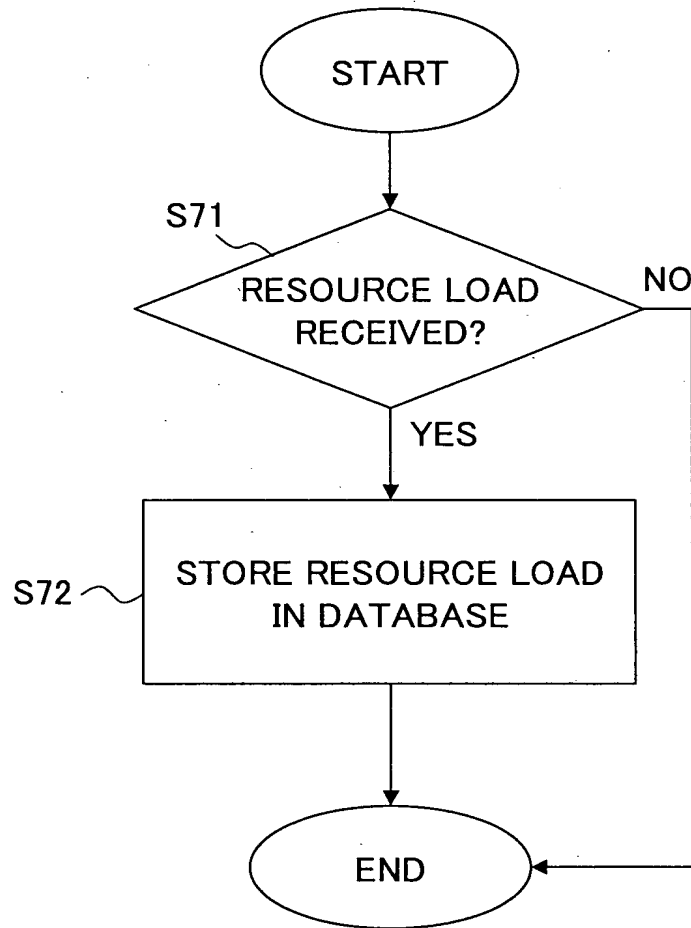 START
S71
RESOURCE LOAD
RECEIVED?
NO
YES
S72
STORE RESOURCE LOAD
IN DATABASE
END